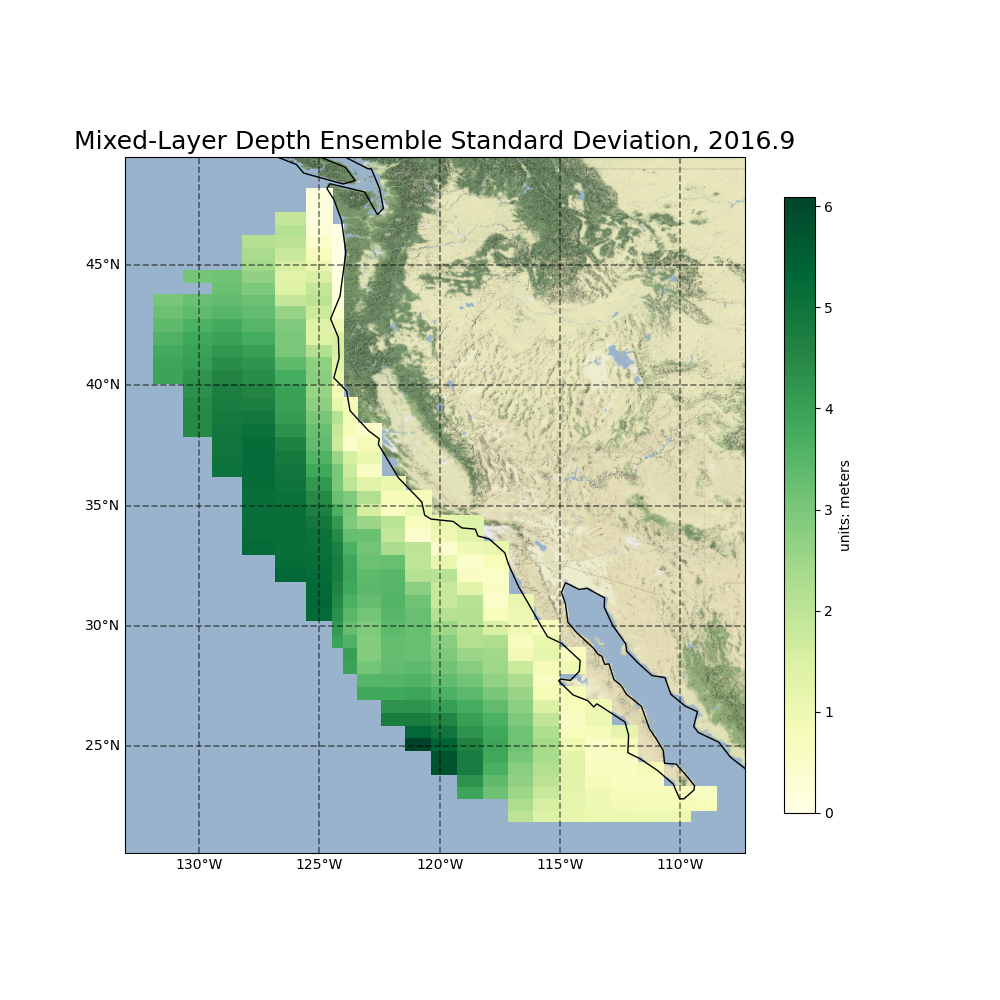 Mixed-Layer Depth Ensemble Standard Deviation, 2016.9
45°N
40°N
35°N
30°N
25°N
130°W
125°W
120°W
115°W
110°W
6
5
4
3
2
1
0
units: meters